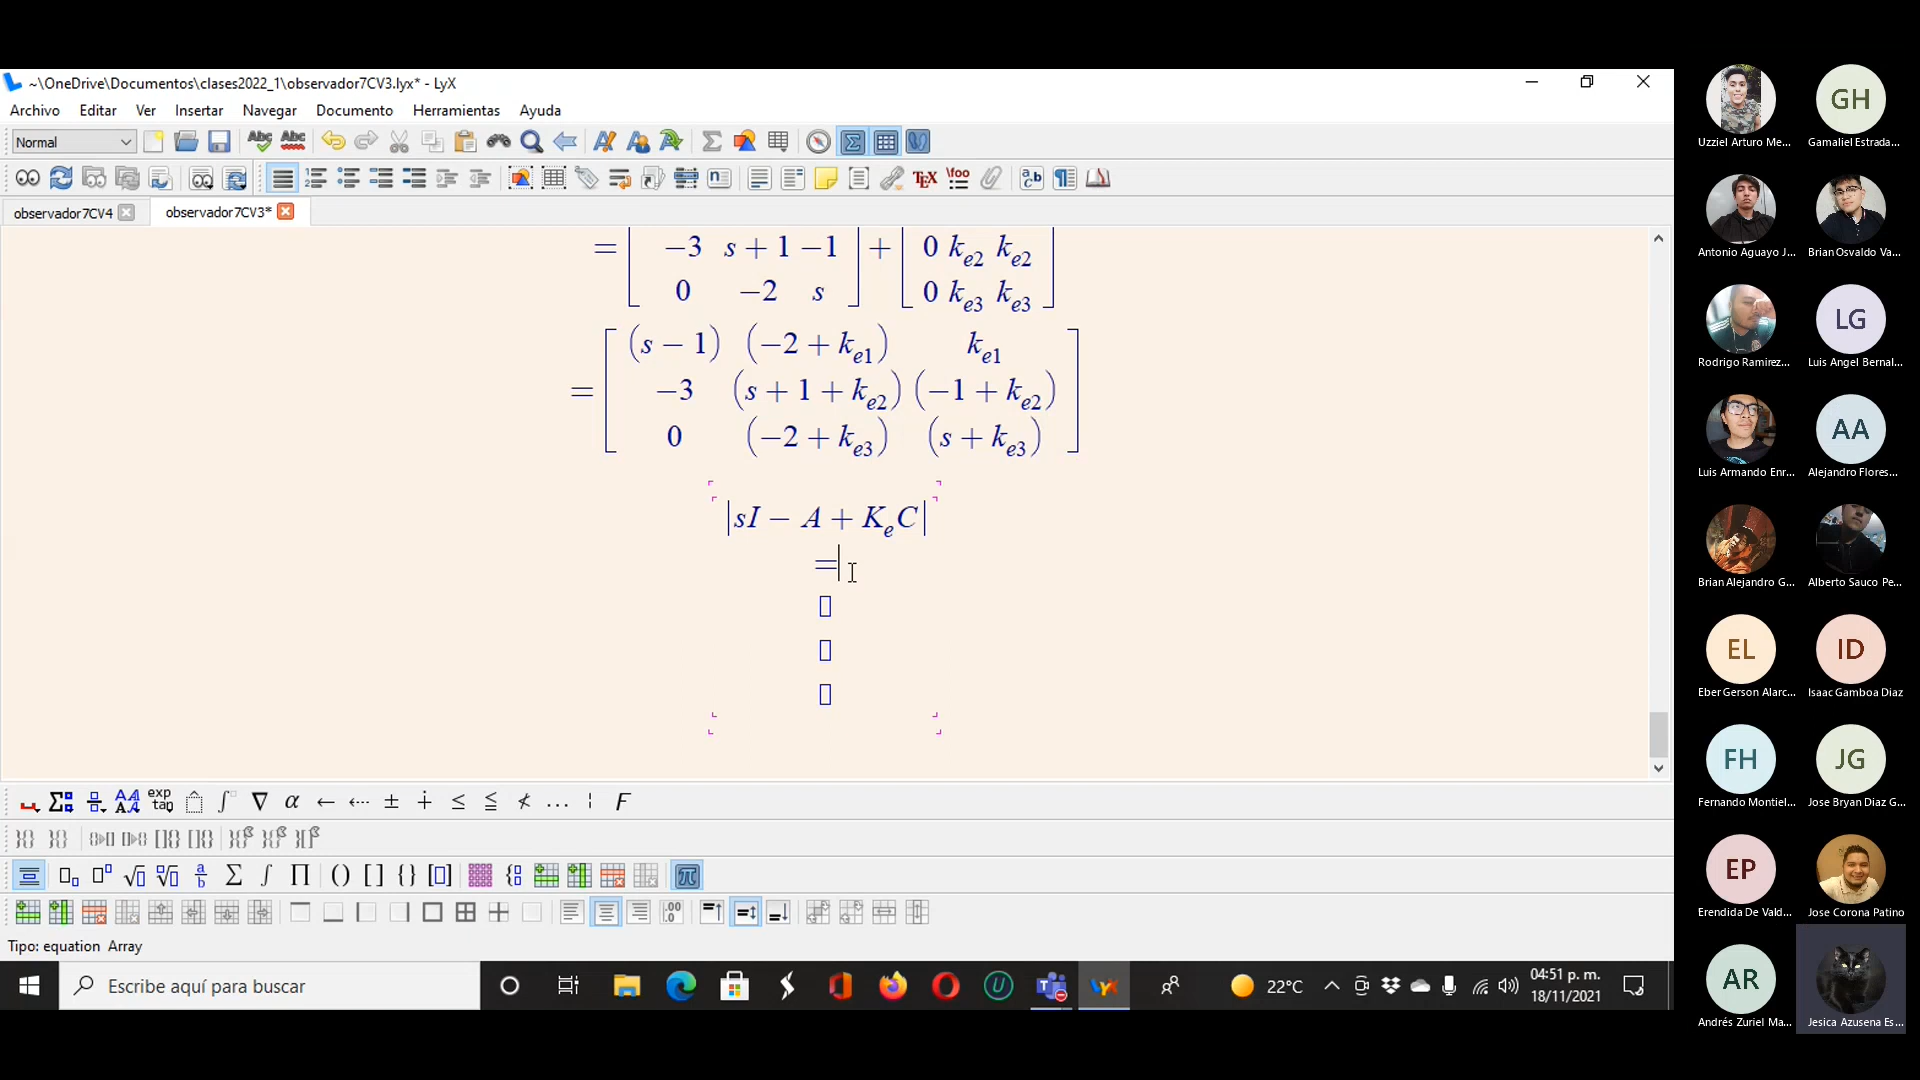 ~\OneDrive\Documentos\clases2022_1\observador7CV3.lyx* - LyX
Archivo Editar Ver Insertar Navegar Documento Herramientas Ayuda
Normal
observador7CV4
observador7CV3*
= [ −3 s + 1 −1 ] + [ 0 k_{e2} k_{e2} ]
0 −2 s 0 k_{e3} k_{e3}
(s − 1) (−2 + k_{e1}) k_{e1}
= [ −3 (s + 1 + k_{e2}) (−1 + k_{e2}) ]
0 (−2 + k_{e3}) (s + k_{e3})
|sI − A + K_eC|
=
Tipo: equation Array
Escribe aquí para buscar
22°C
04:51 p. m.
18/11/2021
Uzziel Arturo Me...
GH
Gamaliel Estrada...
Antonio Aguayo J...
Brian Osvaldo Va...
Rodrigo Ramirez...
LG
Luis Angel Bernal...
Luis Armando Enr...
AA
Alejandro Flores...
Brian Alejandro G...
Alberto Sauco Pe...
EL
Eber Gerson Alarc...
ID
Isaac Gamboa Diaz
FH
Fernando Montiel...
JG
Jose Bryan Diaz G...
EP
Erendida De Vald...
Jose Corona Patino
AR
Andrés Zuriel Ma...
Jesica Azusena Es...